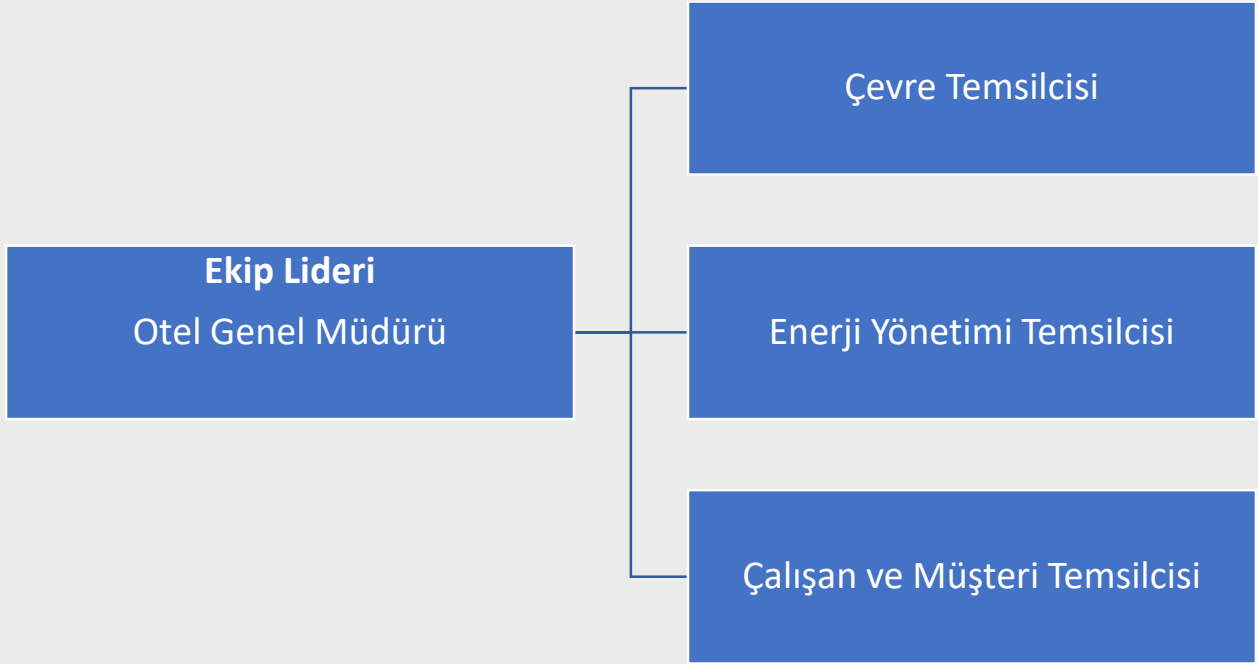 Çevre Temsilcisi
Ekip Lideri
Otel Genel Müdürü
Enerji Yönetimi Temsilcisi
Çalışan ve Müşteri Temsilcisi